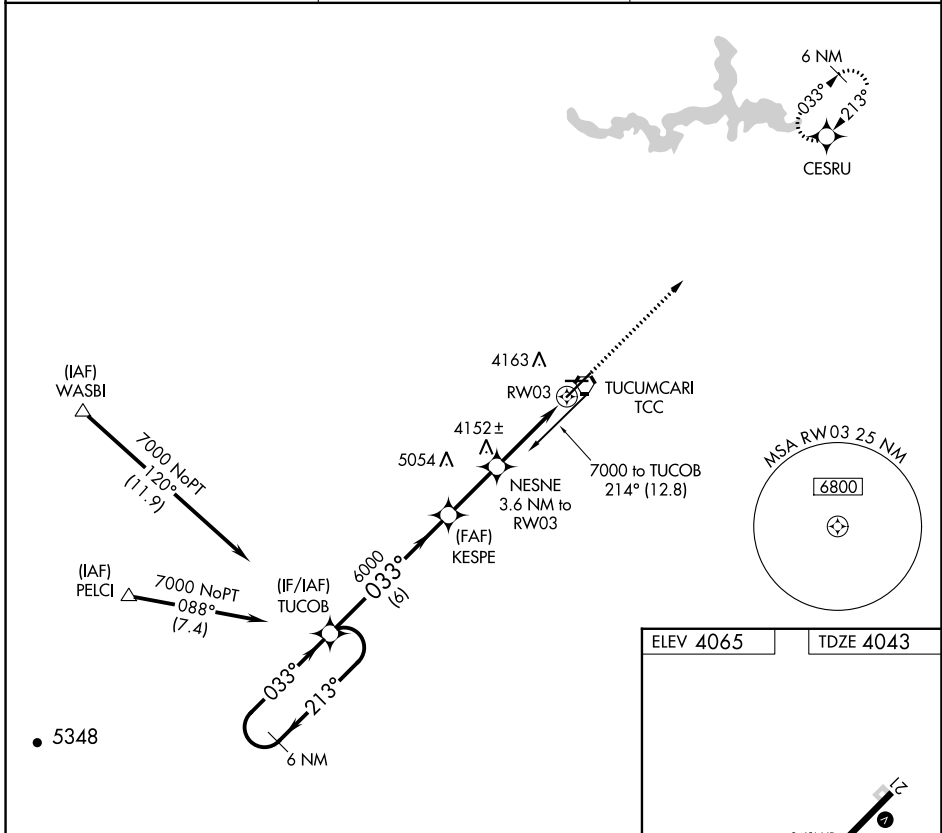 6 NM
033°
213°
CESRU
4163
RW03
TUCUMCARI
TCC
(IAF)
WASBI
7000 NoPT
120°
(11.9)
4152±
5054
NESNE
3.6 NM to
RW03
7000 to TUCOB
214° (12.8)
MSA RW03 25 NM
6800
(FAF)
KESPE
6000
033°
(6)
(IAF)
PELCI
7000 NoPT
088°
(7.4)
(IF/IAF)
TUCOB
033°
213°
6 NM
5348
ELEV 4065
TDZE 4043
21
V